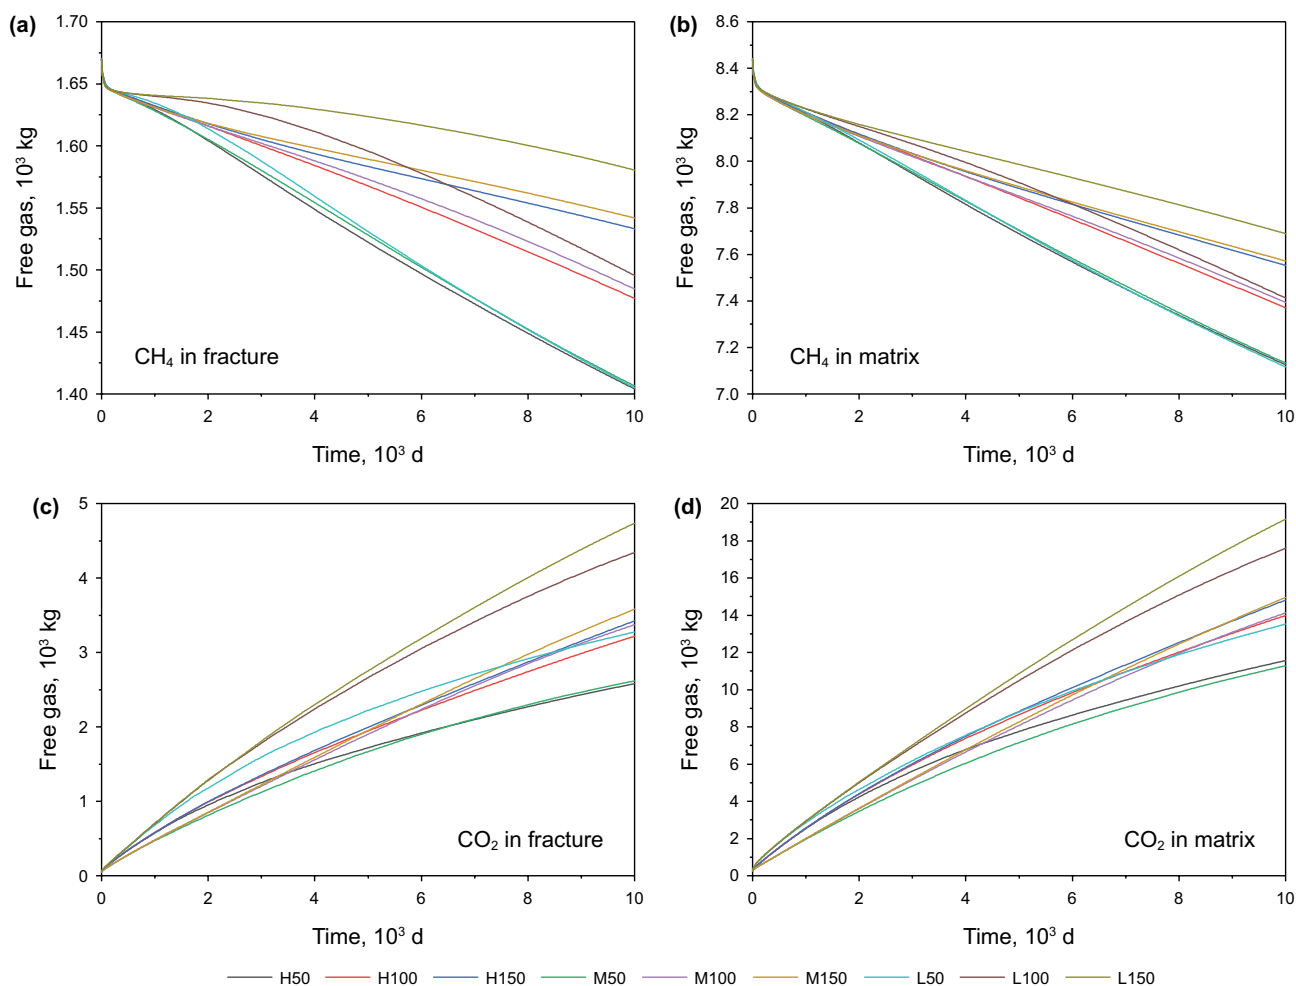 (a)
1.70
1.65
1.60
1.55
1.50
1.45
1.40
Free gas, 10³ kg
CH₄ in fracture
0 2 4 6 8 10
Time, 10³ d
(b)
8.6
8.4
8.2
8.0
7.8
7.6
7.4
7.2
7.0
Free gas, 10³ kg
CH₄ in matrix
0 2 4 6 8 10
Time, 10³ d
(c)
5
4
3
2
1
0
Free gas, 10³ kg
CO₂ in fracture
0 2 4 6 8 10
Time, 10³ d
(d)
20
18
16
14
12
10
8
6
4
2
0
Free gas, 10³ kg
CO₂ in matrix
0 2 4 6 8 10
Time, 10³ d
H50 H100 H150 M50 M100 M150 L50 L100 L150